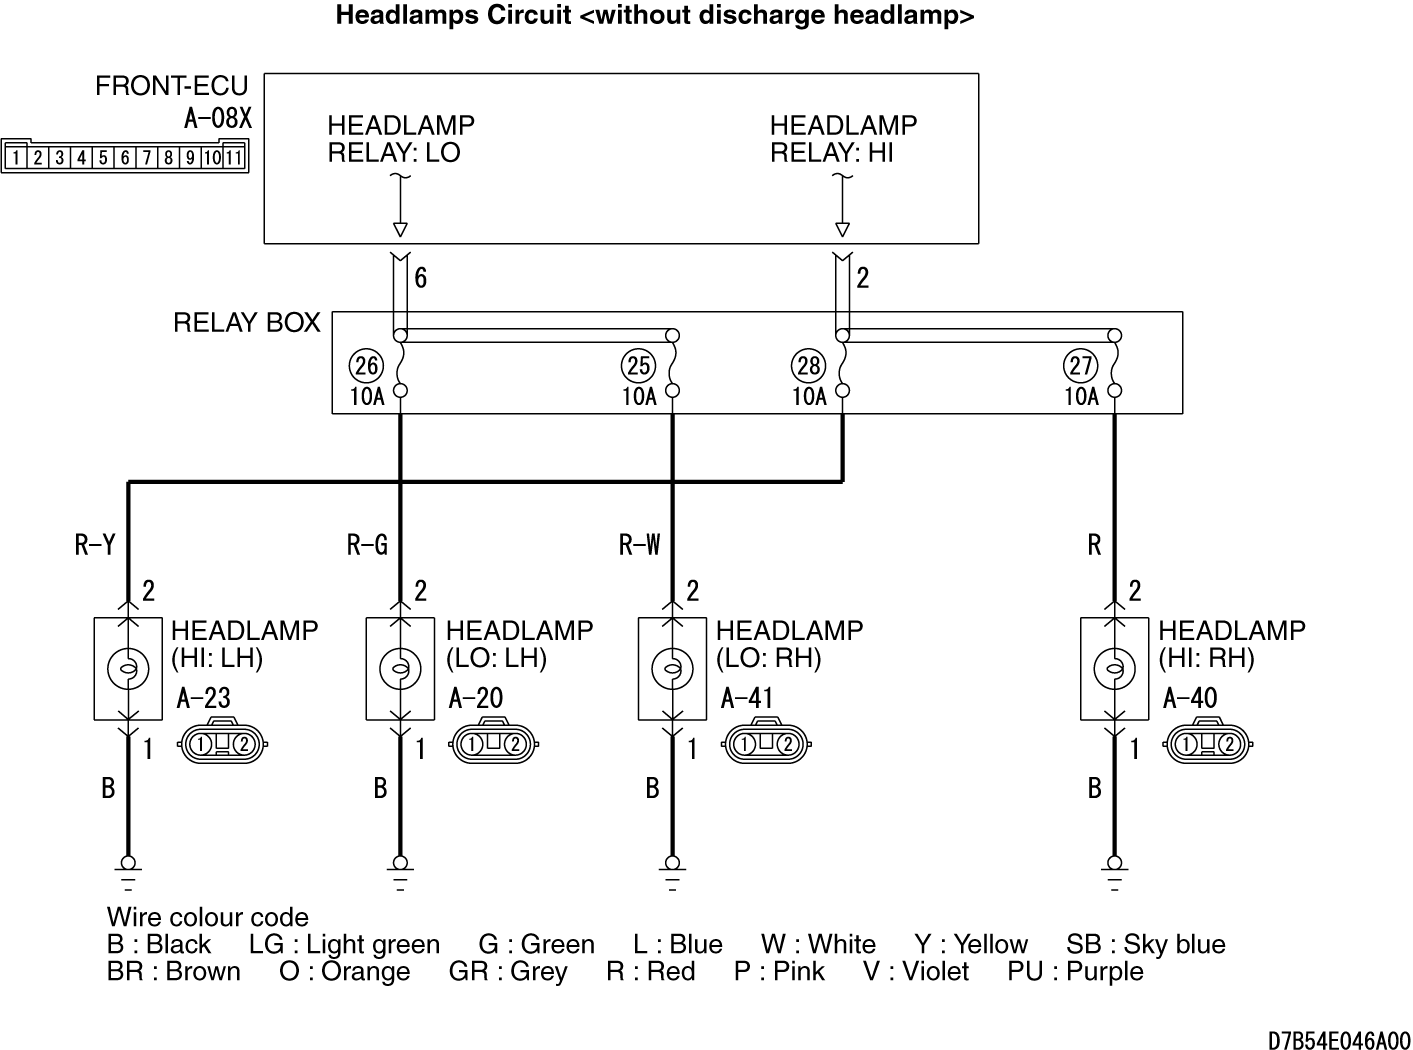 Headlamps Circuit <without discharge headlamp>
FRONT-ECU
A-08X
1 2 3 4 5 6 7 8 9 10 11
HEADLAMP
RELAY: LO
HEADLAMP
RELAY: HI
6
2
RELAY BOX
26
10A
25
10A
28
10A
27
10A
R-Y
R-G
R-W
R
2
2
2
2
HEADLAMP
(HI: LH)
A-23
1 2
HEADLAMP
(LO: LH)
A-20
1 2
HEADLAMP
(LO: RH)
A-41
1 2
HEADLAMP
(HI: RH)
A-40
1 2
1
1
1
1
B
B
B
B
Wire colour code
B : Black LG : Light green G : Green L : Blue W : White Y : Yellow SB : Sky blue
BR : Brown O : Orange GR : Grey R : Red P : Pink V : Violet PU : Purple
D7B54E046A00